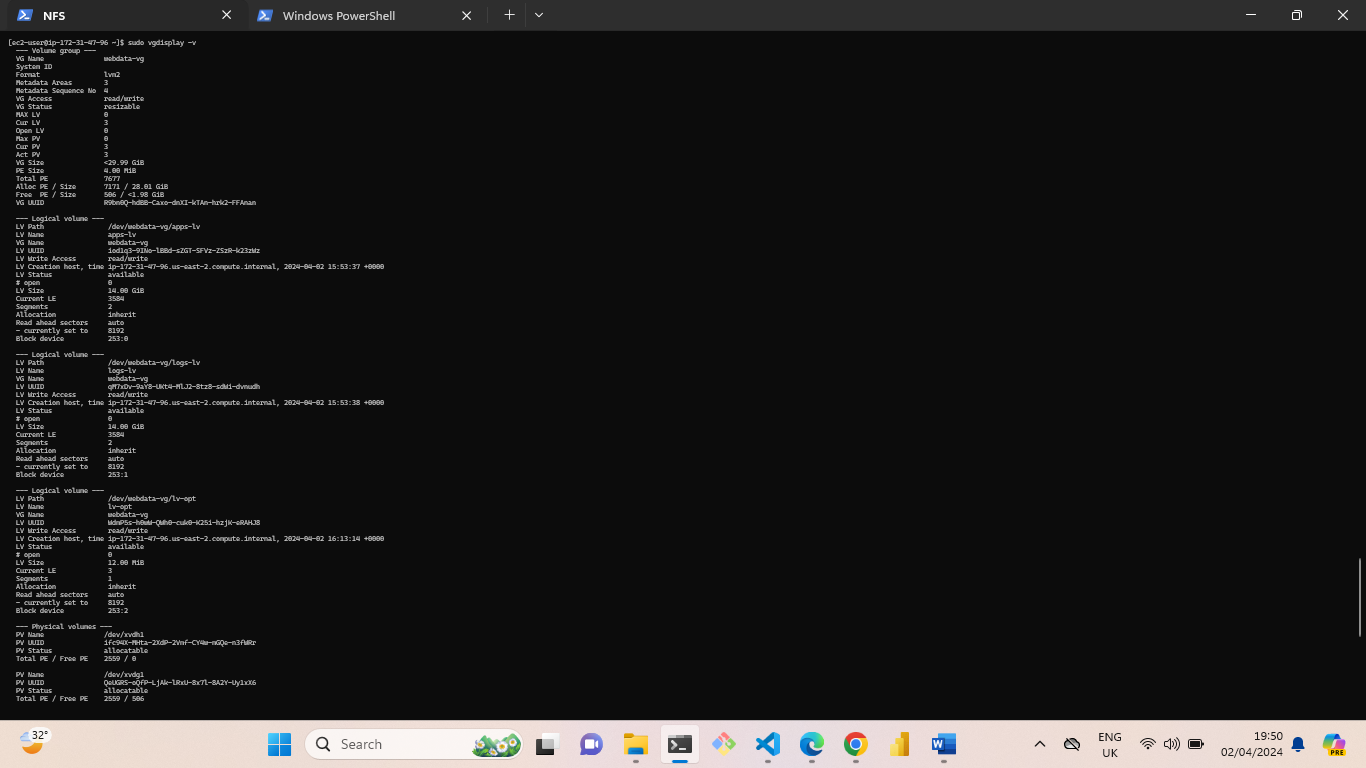 NFS
Windows PowerShell
[ec2-user@ip-172-31-47-96 ~]$ sudo vgdisplay -v
--- Volume group ---
VG Name webdata-vg
System ID
Format lvm2
Metadata Areas 3
Metadata Sequence No 4
VG Access read/write
VG Status resizable
MAX LV 0
Cur LV 3
Open LV 0
Max PV 0
Cur PV 3
Act PV 3
VG Size <29.99 GiB
PE Size 4.00 MiB
Total PE 7677
Alloc PE / Size 7171 / 28.01 GiB
Free PE / Size 506 / <1.98 GiB
VG UUID R9bn0Q-hdBB-Caxo-dnXI-kTAn-hrk2-FFAnan
--- Logical volume ---
LV Path /dev/webdata-vg/apps-lv
LV Name apps-lv
VG Name webdata-vg
LV UUID iod1q3-9INo-lBBd-sZGT-SFVz-ZSzR-k23zWz
LV Write Access read/write
LV Creation host, time ip-172-31-47-96.us-east-2.compute.internal, 2024-04-02 15:53:37 +0000
LV Status available
# open 0
LV Size 14.00 GiB
Current LE 3584
Segments 2
Allocation inherit
Read ahead sectors auto
- currently set to 8192
Block device 253:0
--- Logical volume ---
LV Path /dev/webdata-vg/logs-lv
LV Name logs-lv
VG Name webdata-vg
LV UUID qM7xDv-9aY8-UKt4-MlJ2-8tz8-sdWi-dvnudh
LV Write Access read/write
LV Creation host, time ip-172-31-47-96.us-east-2.compute.internal, 2024-04-02 15:53:38 +0000
LV Status available
# open 0
LV Size 14.00 GiB
Current LE 3584
Segments 2
Allocation inherit
Read ahead sectors auto
- currently set to 8192
Block device 253:1
--- Logical volume ---
LV Path /dev/webdata-vg/lv-opt
LV Name lv-opt
VG Name webdata-vg
LV UUID WdmP5s-h0wW-QWh0-cuk0-K25i-hzjK-eRAHJ8
LV Write Access read/write
LV Creation host, time ip-172-31-47-96.us-east-2.compute.internal, 2024-04-02 16:13:14 +0000
LV Status available
# open 0
LV Size 12.00 MiB
Current LE 3
Segments 1
Allocation inherit
Read ahead sectors auto
- currently set to 8192
Block device 253:2
--- Physical volumes ---
PV Name /dev/xvdh1
PV UUID ifc94X-MHta-2XdP-2Vmf-CY4w-mGQe-n3fWRr
PV Status allocatable
Total PE / Free PE 2559 / 0
PV Name /dev/xvdg1
PV UUID QeUGRS-oQfP-LjAk-lRxU-8x7l-8A2Y-Uy1xX6
PV Status allocatable
Total PE / Free PE 2559 / 506
32°
Search
ENG
UK
19:50
02/04/2024
PRE